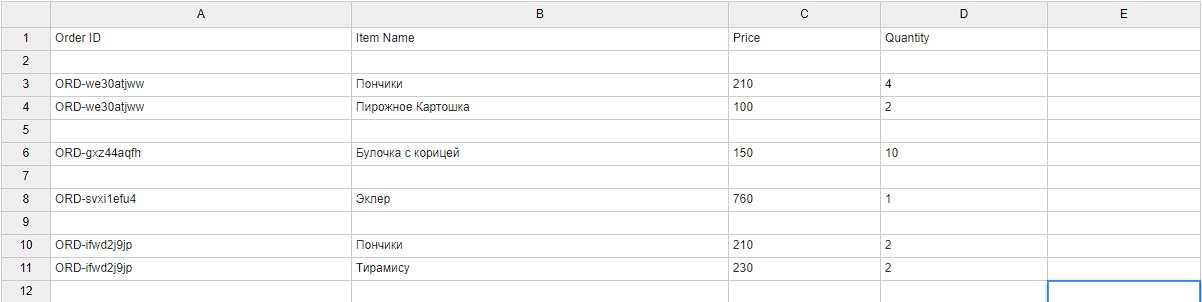 A B C D E
1 Order ID Item Name Price Quantity
2
3 ORD-we30atjww Пончики 210 4
4 ORD-we30atjww Пирожное Картошка 100 2
5
6 ORD-gxz44aqfh Булочка с корицей 150 10
7
8 ORD-svxi1efu4 Эклер 760 1
9
10 ORD-ifwd2j9jp Пончики 210 2
11 ORD-ifwd2j9jp Тирамису 230 2
12